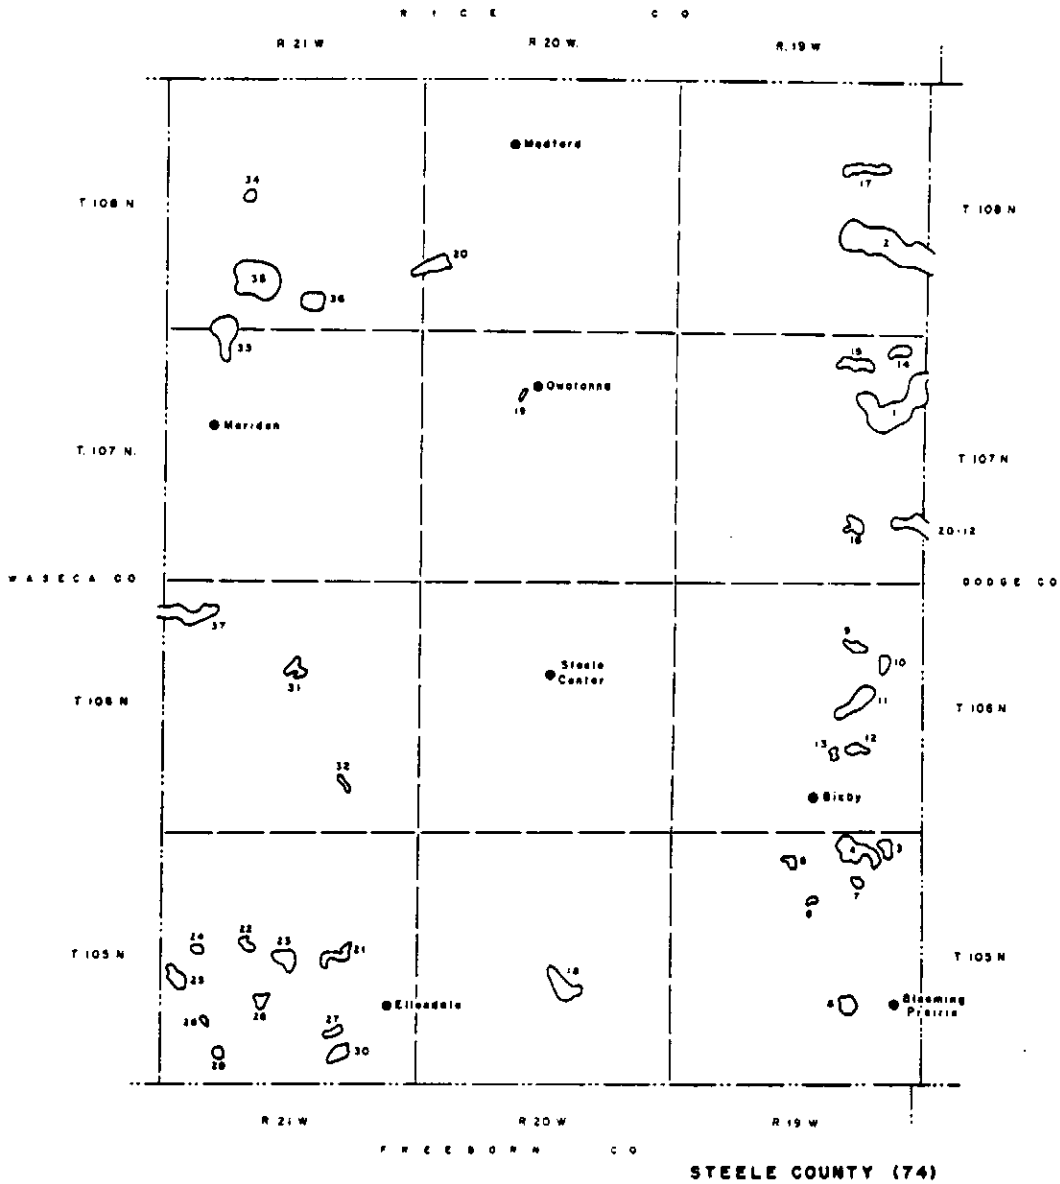 RICE CO
R 21 W R 20 W. R. 19 W
Medford
34
17
T 108 N
T 108 N
2
20
35
36
33
15
14
Owatonna
19
1
Meriden
T. 107 N.
T 107 N
16
20-12
WASECA CO
DODGE CO
37
9
10
Steele
Center
31
11
T 106 N
T 106 N
13
12
32
Bixby
4
3
7
24
22
23
21
T 105 N
T 105 N
25
18
Ellendale
Blooming
Prairie
27
30
R 21 W R 20 W R 19 W
FREEBORN CO
STEELE COUNTY (74)